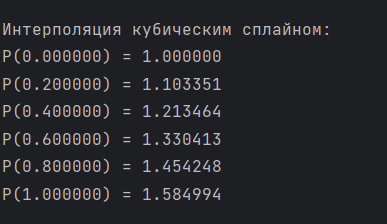 Интерполяция кубическим сплайном:
P(0.000000) = 1.000000
P(0.200000) = 1.103351
P(0.400000) = 1.213464
P(0.600000) = 1.330413
P(0.800000) = 1.454248
P(1.000000) = 1.584994